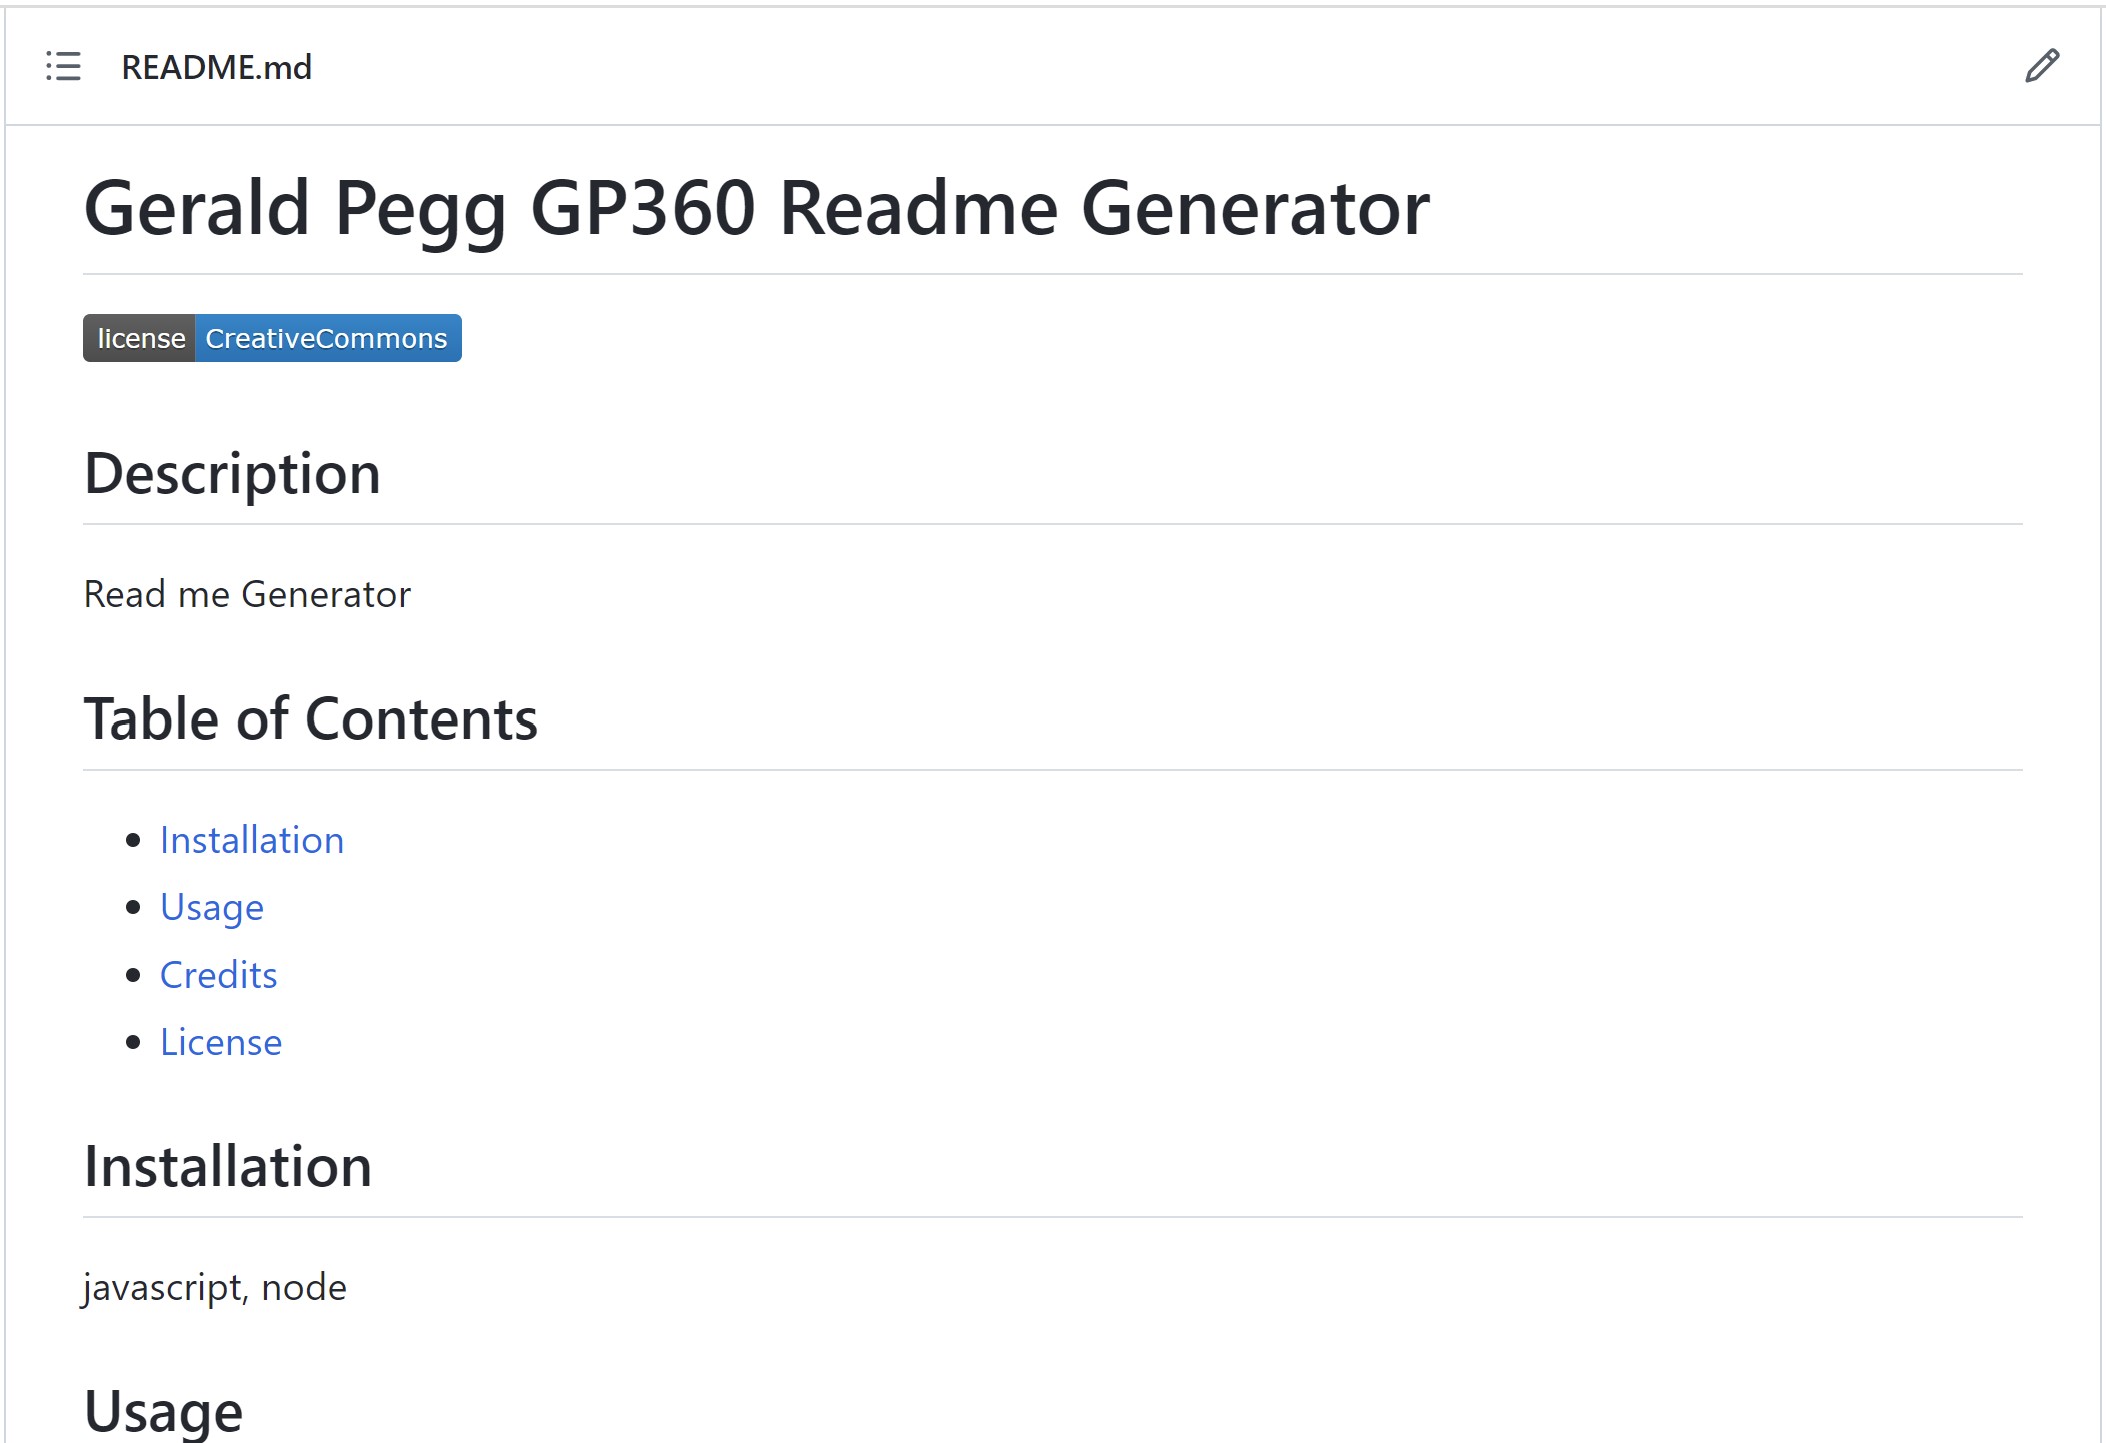 README.md
Gerald Pegg GP360 Readme Generator
license CreativeCommons
Description
Read me Generator
Table of Contents
Installation
Usage
Credits
License
Installation
javascript, node
Usage